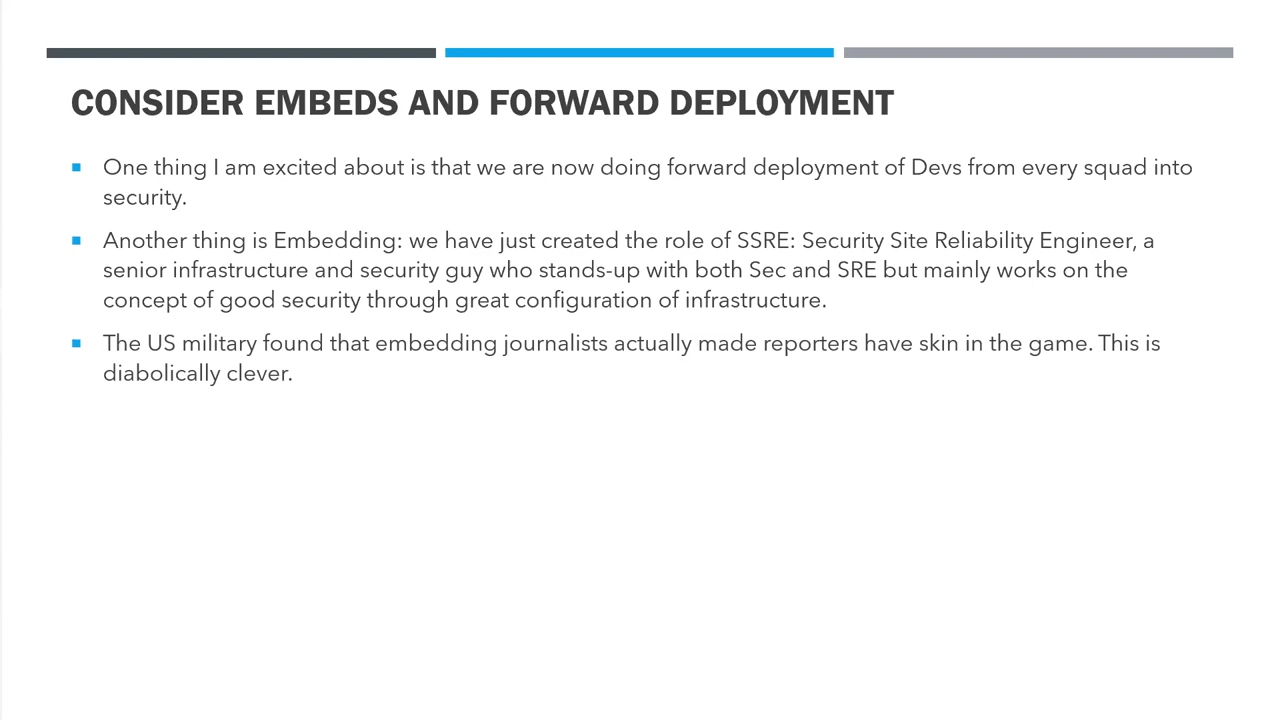 CONSIDER EMBEDS AND FORWARD DEPLOYMENT
One thing I am excited about is that we are now doing forward deployment of Devs from every squad into
security.
Another thing is Embedding: we have just created the role of SSRE: Security Site Reliability Engineer, a
senior infrastructure and security guy who stands-up with both Sec and SRE but mainly works on the
concept of good security through great configuration of infrastructure.
The US military found that embedding journalists actually made reporters have skin in the game. This is
diabolically clever.